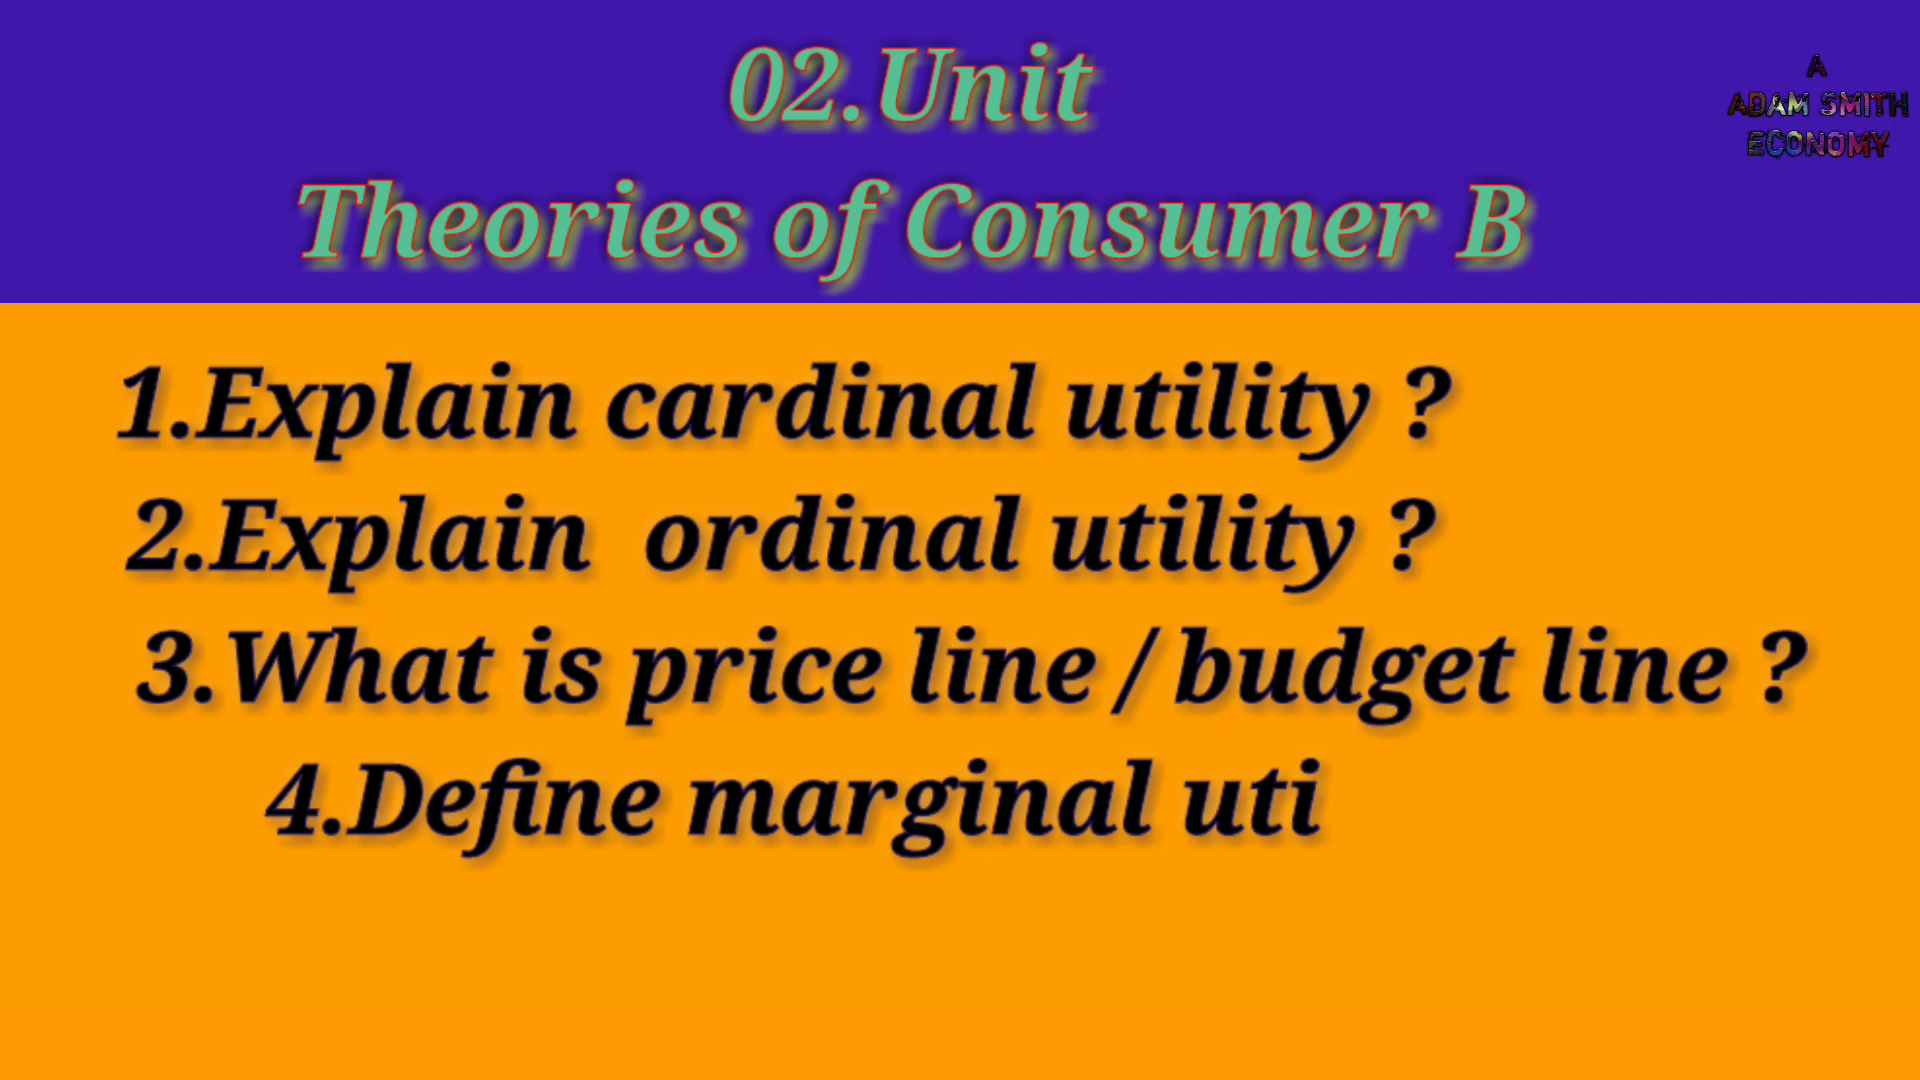 02.Unit
Theories of Consumer B
A
ADAM SMITH
ECONOMY
1.Explain cardinal utility ?
2.Explain ordinal utility ?
3.What is price line / budget line ?
4.Define marginal uti